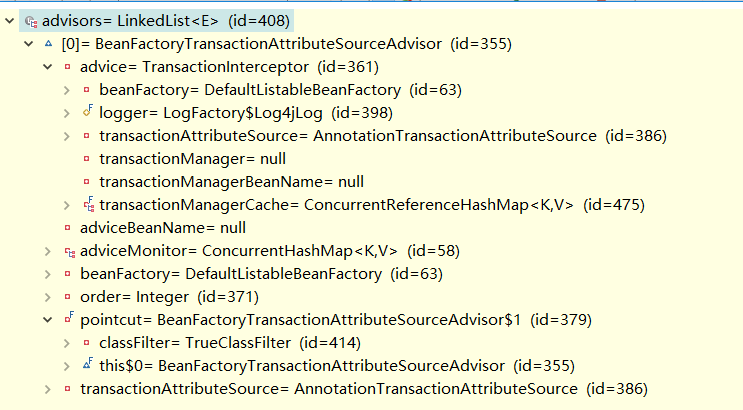 advisors= LinkedList<E> (id=408)
[0]= BeanFactoryTransactionAttributeSourceAdvisor (id=355)
advice= TransactionInterceptor (id=361)
beanFactory= DefaultListableBeanFactory (id=63)
logger= LogFactory$Log4jLog (id=398)
transactionAttributeSource= AnnotationTransactionAttributeSource (id=386)
transactionManager= null
transactionManagerBeanName= null
transactionManagerCache= ConcurrentReferenceHashMap<K,V> (id=475)
adviceBeanName= null
adviceMonitor= ConcurrentHashMap<K,V> (id=58)
beanFactory= DefaultListableBeanFactory (id=63)
order= Integer (id=371)
pointcut= BeanFactoryTransactionAttributeSourceAdvisor$1 (id=379)
classFilter= TrueClassFilter (id=414)
this$0= BeanFactoryTransactionAttributeSourceAdvisor (id=355)
transactionAttributeSource= AnnotationTransactionAttributeSource (id=386)